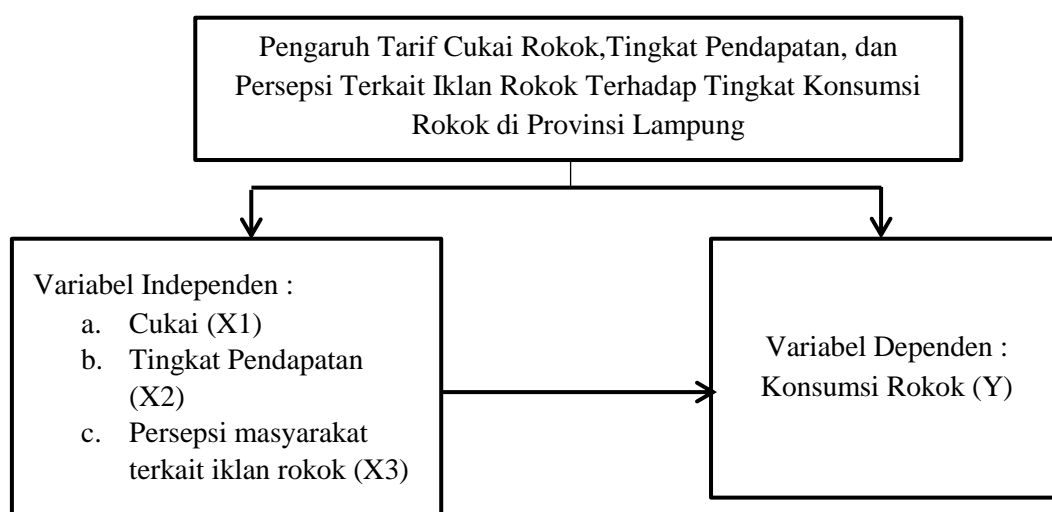 Pengaruh Tarif Cukai Rokok,Tingkat Pendapatan, dan
Persepsi Terkait Iklan Rokok Terhadap Tingkat Konsumsi
Rokok di Provinsi Lampung
Variabel Independen :
a. Cukai (X1)
b. Tingkat Pendapatan
(X2)
c. Persepsi masyarakat
terkait iklan rokok (X3)
Variabel Dependen :
Konsumsi Rokok (Y)